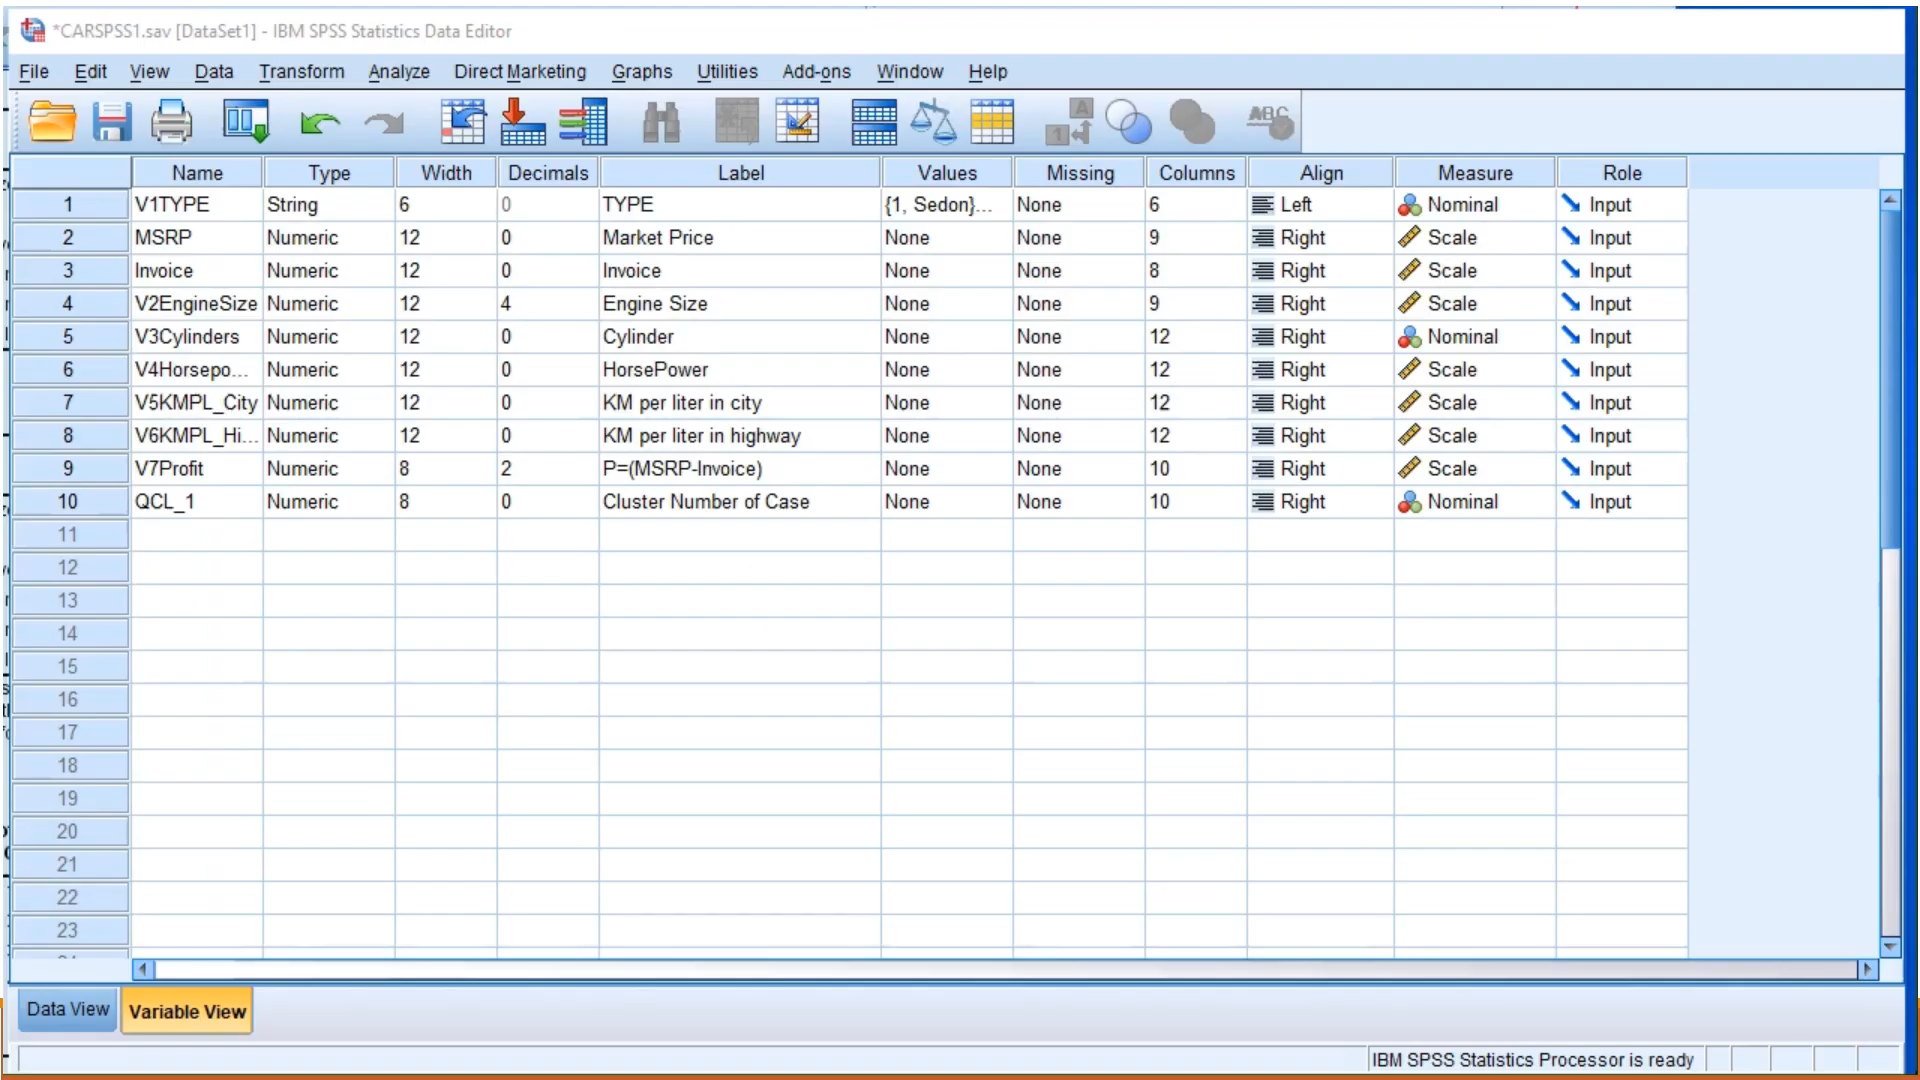 *CARSPSS1.sav [DataSet1] - IBM SPSS Statistics Data Editor
File Edit View Data Transform Analyze Direct Marketing Graphs Utilities Add-ons Window Help
A
1
ABC
Name Type Width Decimals Label Values Missing Columns Align Measure Role
1 V1TYPE String 6 0 TYPE {1, Sedon}... None 6 Left Nominal Input
2 MSRP Numeric 12 0 Market Price None None 9 Right Scale Input
3 Invoice Numeric 12 0 Invoice None None 8 Right Scale Input
4 V2EngineSize Numeric 12 4 Engine Size None None 9 Right Scale Input
5 V3Cylinders Numeric 12 0 Cylinder None None 12 Right Nominal Input
6 V4Horsepo... Numeric 12 0 HorsePower None None 12 Right Scale Input
7 V5KMPL_City Numeric 12 0 KM per liter in city None None 12 Right Scale Input
8 V6KMPL_Hi... Numeric 12 0 KM per liter in highway None None 12 Right Scale Input
9 V7Profit Numeric 8 2 P=(MSRP-Invoice) None None 10 Right Scale Input
10 QCL_1 Numeric 8 0 Cluster Number of Case None None 10 Right Nominal Input
11
12
13
14
15
16
17
18
19
20
21
22
23
Data View Variable View
IBM SPSS Statistics Processor is ready